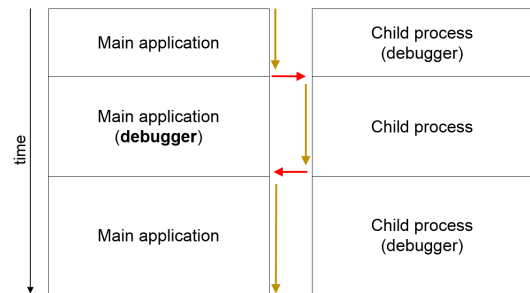 time
Main application
Child process
(debugger)
Main application
(debugger)
Child process
Main application
Child process
(debugger)